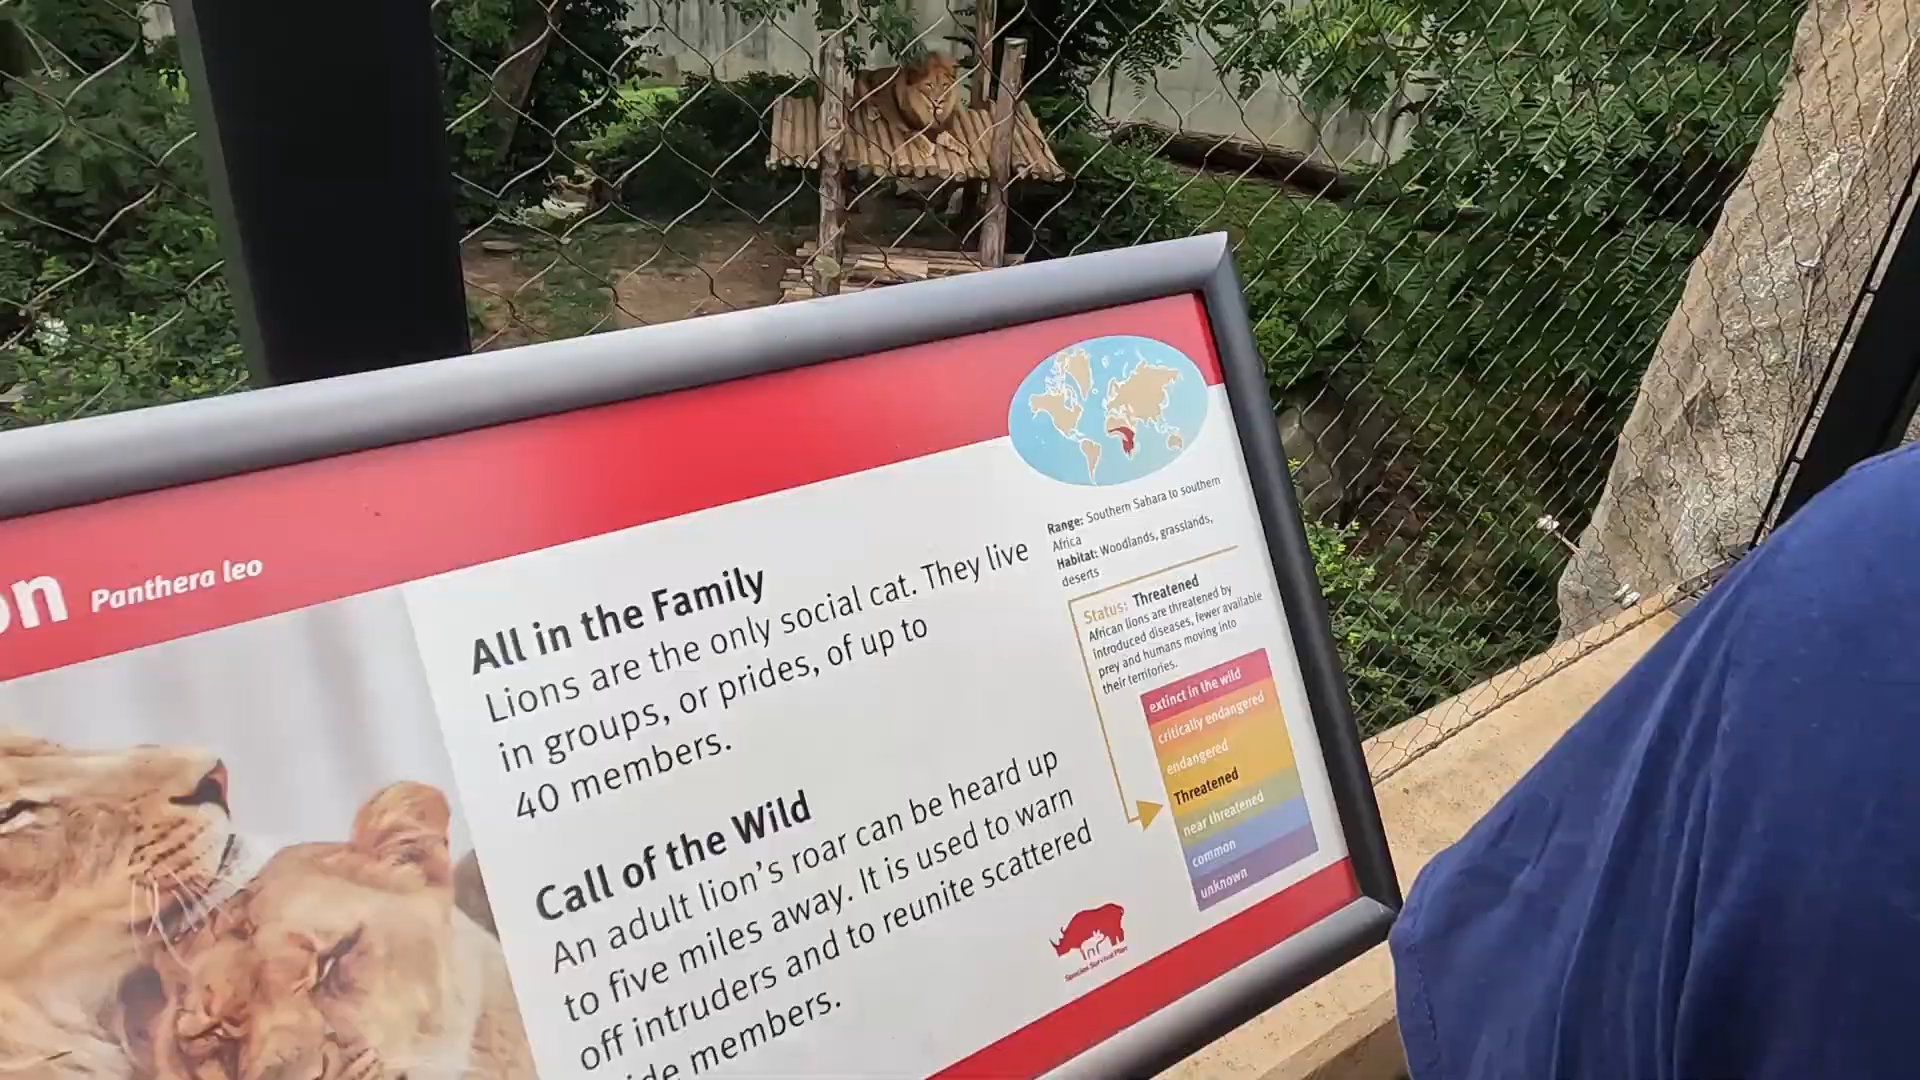 on Panthera leo
All in the Family
Lions are the only social cat. They live
in groups, or prides, of up to
40 members.
Call of the Wild
An adult lion's roar can be heard up
to five miles away. It is used to warn
off intruders and to reunite scattered
ide members.
Range: Southern Sahara to southern
Africa
Habitat: Woodlands, grasslands,
deserts
Status: Threatened
African lions are threatened by
introduced diseases, fewer available
prey and humans moving into
their territories.
extinct in the wild
critically endangered
endangered
Threatened
near threatened
common
unknown
Species Survival Plan